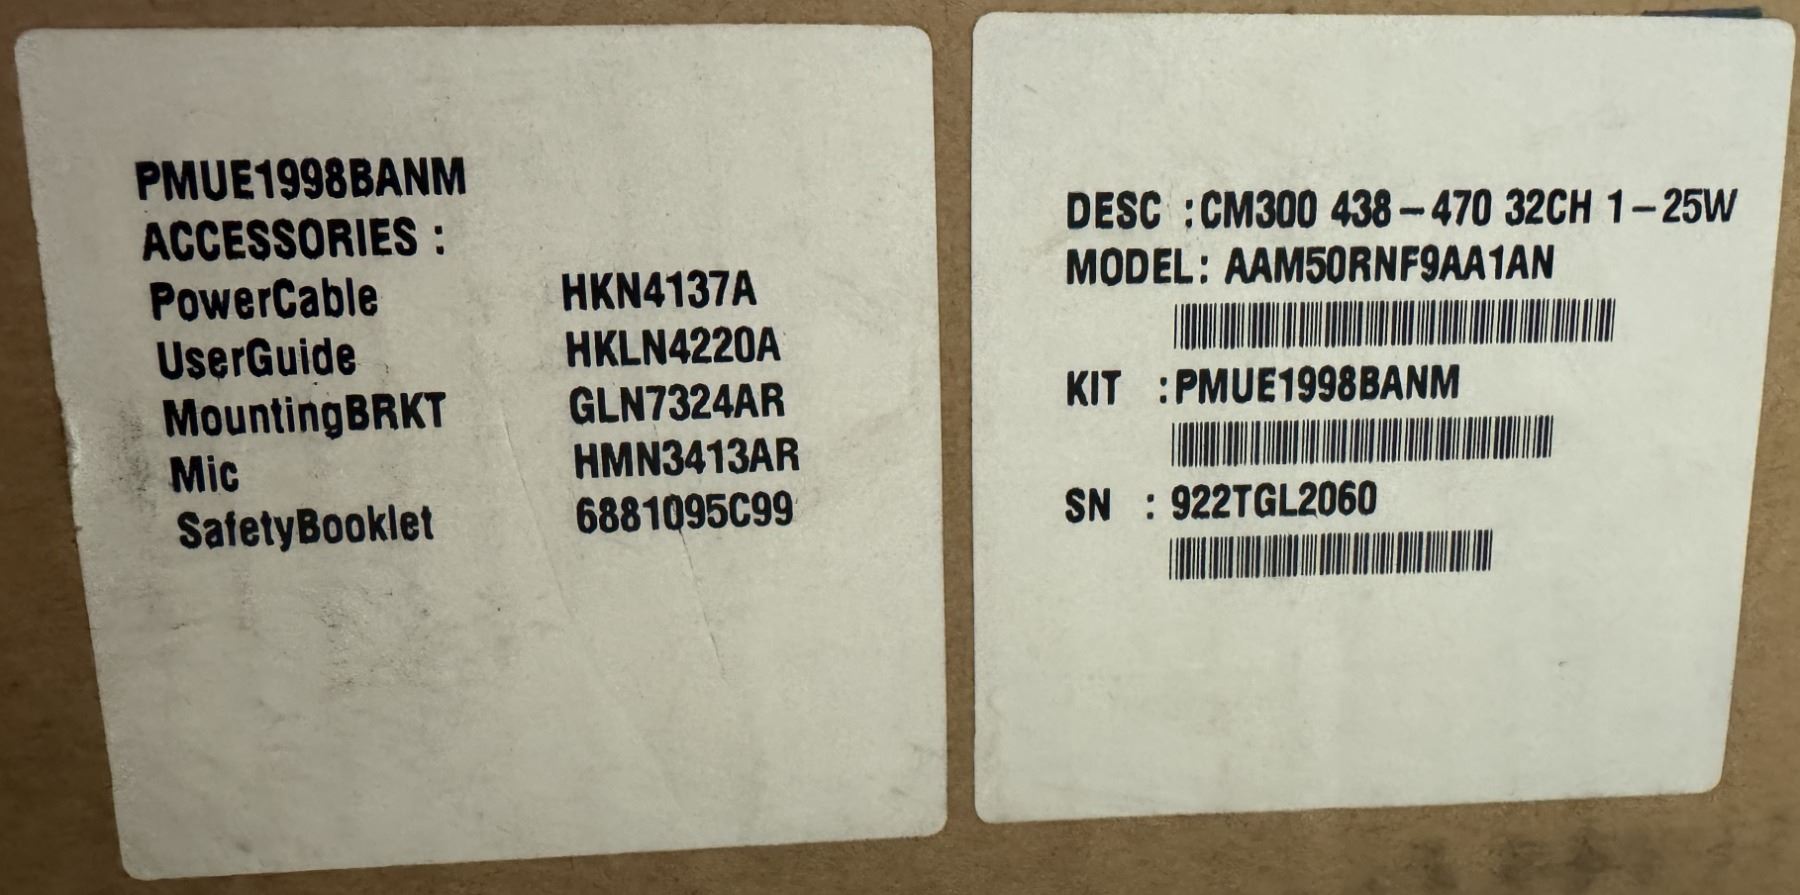 PMUE1998BANM
ACCESSORIES :
PowerCable HKN4137A
UserGuide HKLN4220A
MountingBRKT GLN7324AR
Mic HMN3413AR
SafetyBooklet 6881095C99
DESC :CM300 438-470 32CH 1-25W
MODEL: AAM50RNF9AA1AN
KIT :PMUE1998BANM
SN : 922TGL2060